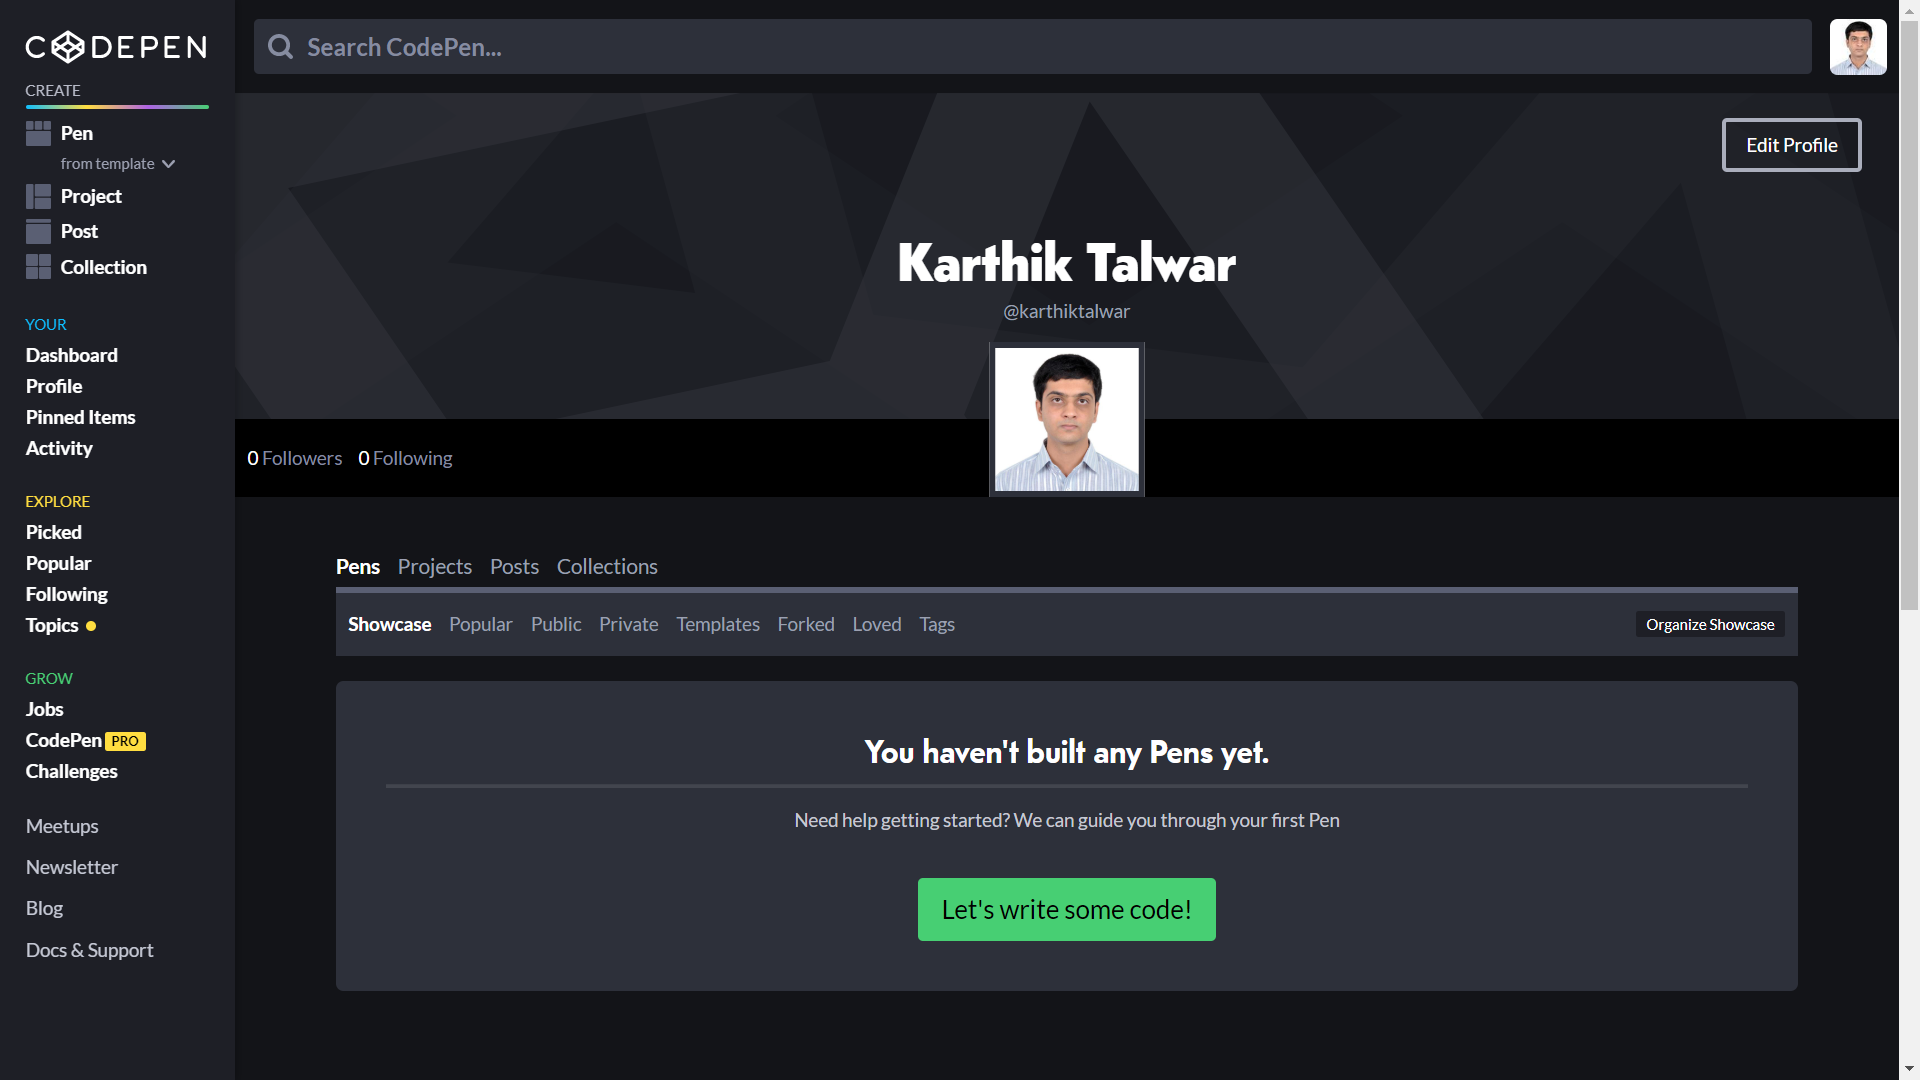 CODEPEN
CREATE
Pen
from template
Project
Post
Collection
YOUR
Dashboard
Profile
Pinned Items
Activity
EXPLORE
Picked
Popular
Following
Topics
GROW
Jobs
CodePen PRO
Challenges
Meetups
Newsletter
Blog
Docs & Support
Search CodePen...
Edit Profile
Karthik Talwar
@karthiktalwar
0 Followers 0 Following
Pens Projects Posts Collections
Showcase Popular Public Private Templates Forked Loved Tags Organize Showcase
You haven't built any Pens yet.
Need help getting started? We can guide you through your first Pen
Let's write some code!